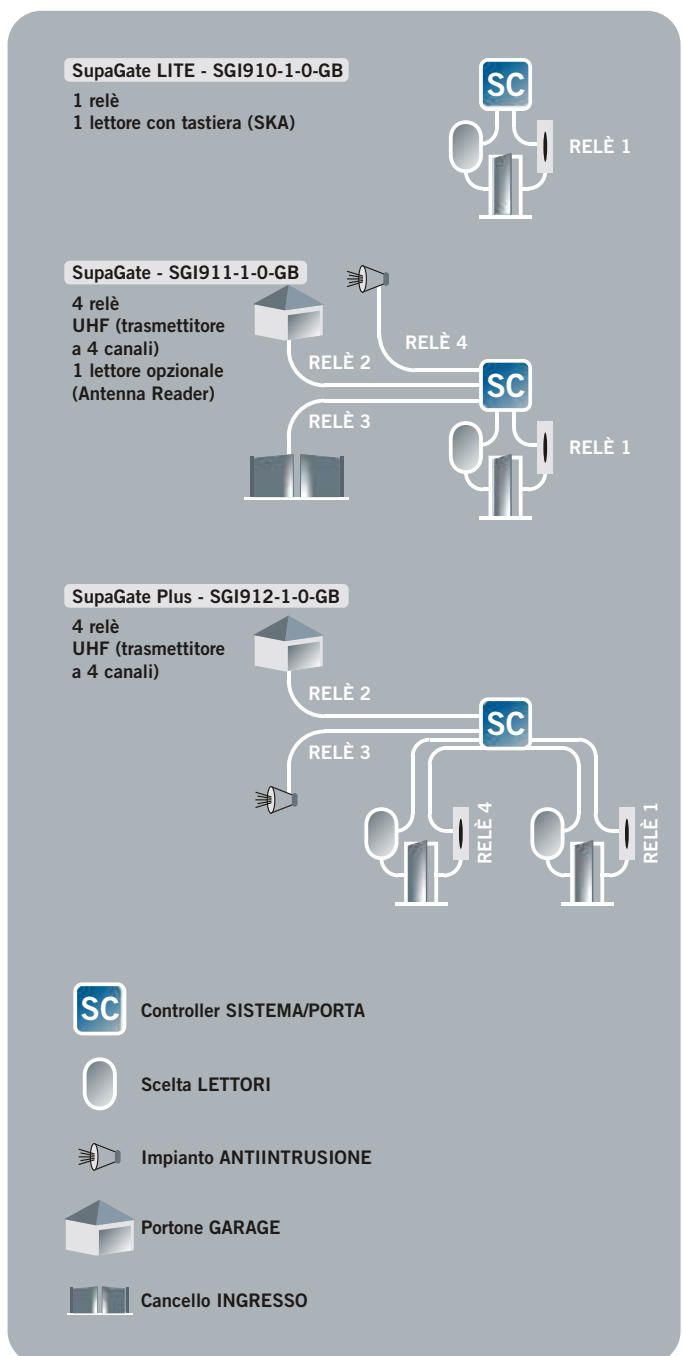 SupaGate LITE - SGI910-1-0-GB
1 relè
1 lettore con tastiera (SKA)
SC
RELÈ 1
SupaGate - SGI911-1-0-GB
4 relè
UHF (trasmettitore
a 4 canali)
1 lettore opzionale
(Antenna Reader)
RELÈ 4
RELÈ 2
SC
RELÈ 3
RELÈ 1
SupaGate Plus - SGI912-1-0-GB
4 relè
UHF (trasmettitore
a 4 canali)
RELÈ 2
SC
RELÈ 3
RELÈ 4
RELÈ 1
SC
Controller SISTEMA/PORTA
Scelta LETTORI
Impianto ANTIINTRUSIONE
Portone GARAGE
Cancello INGRESSO